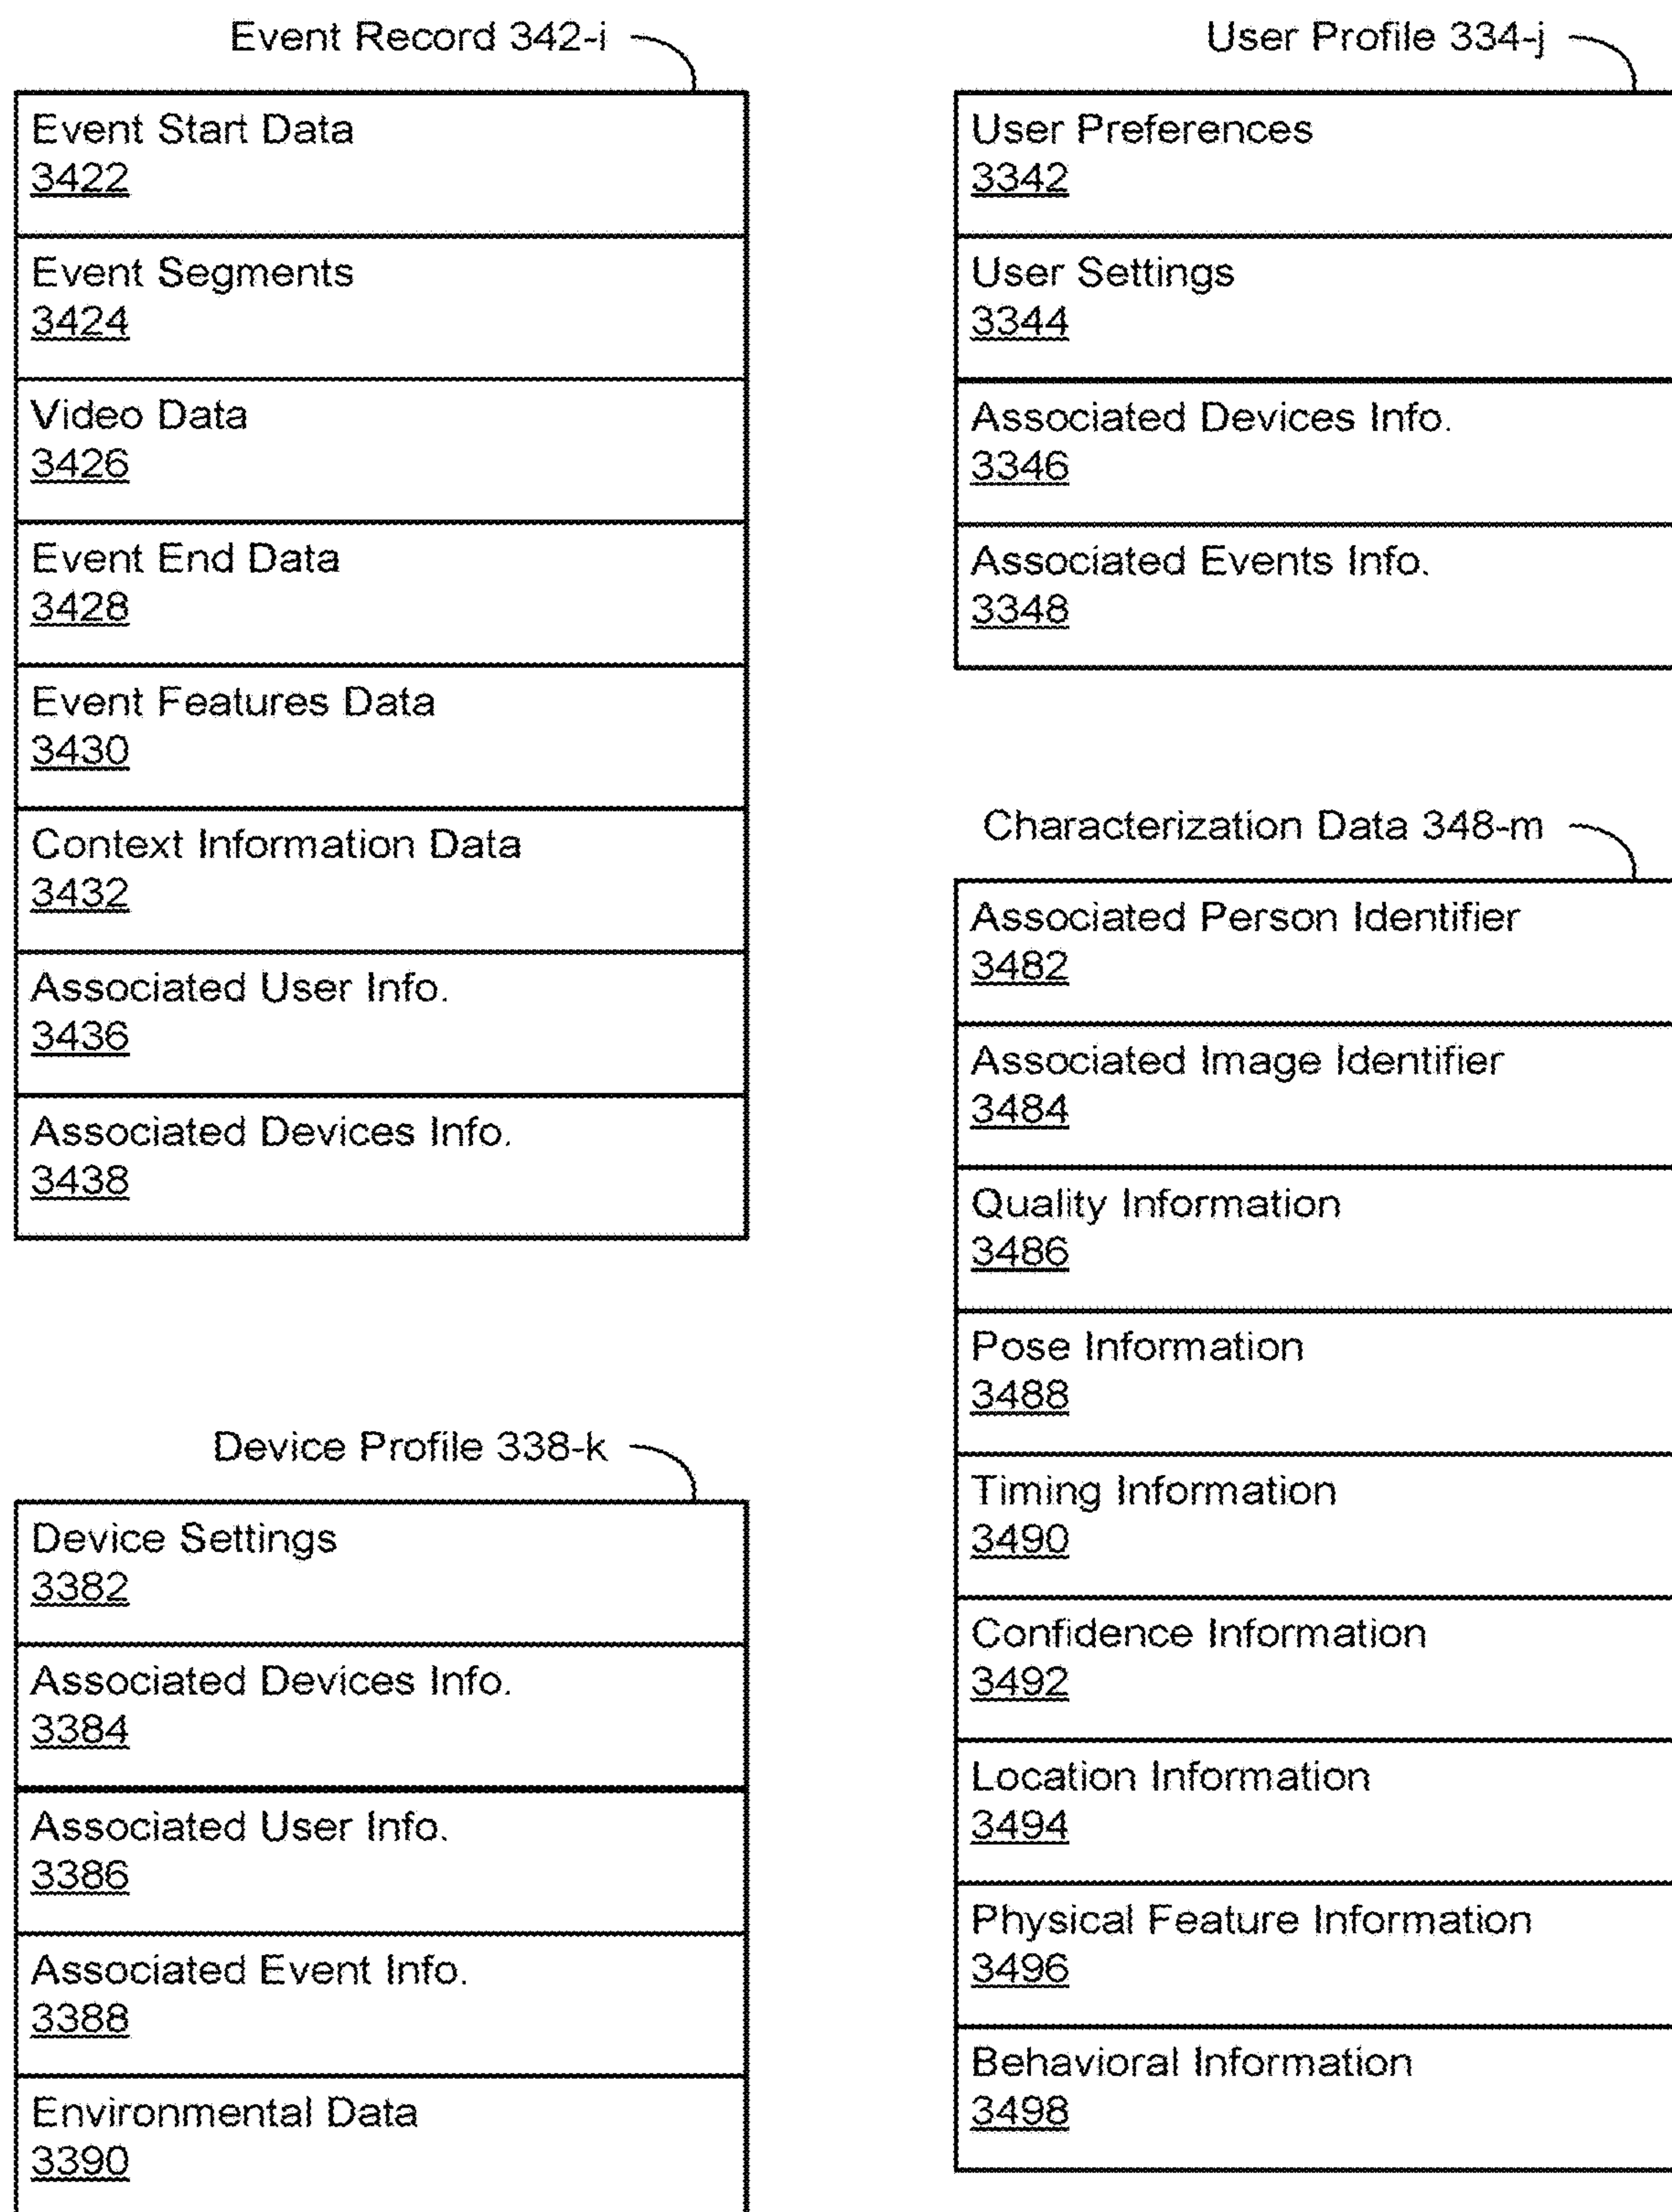 Event Record 342-i
Event Start Data
3422
Event Segments
3424
Video Data
3426
Event End Data
3428
Event Features Data
3430
Context Information Data
3432
Associated User Info.
3436
Associated Devices Info.
3438
Device Profile 338-k
Device Settings
3382
Associated Devices Info.
3384
Associated User Info.
3386
Associated Event Info.
3388
Environmental Data
3390
User Profile 334-j
User Preferences
3342
User Settings
3344
Associated Devices Info.
3346
Associated Events Info.
3348
Characterization Data 348-m
Associated Person Identifier
3482
Associated Image Identifier
3484
Quality Information
3486
Pose Information
3488
Timing Information
3490
Confidence Information
3492
Location Information
3494
Physical Feature Information
3496
Behavioral Information
3498